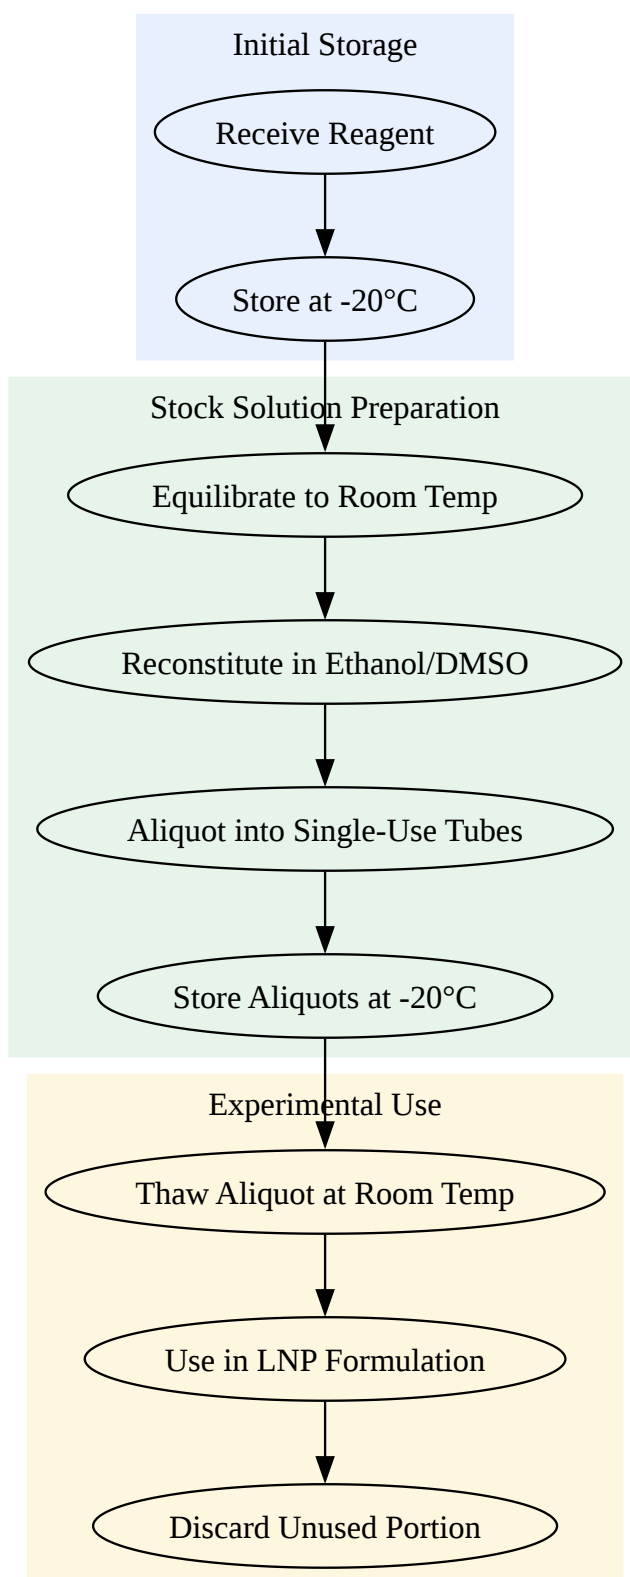 Initial Storage
Receive Reagent
Store at -20°C
Stock Solution Preparation
Equilibrate to Room Temp
Reconstitute in Ethanol/DMSO
Aliquot into Single-Use Tubes
Store Aliquots at -20°C
Experimental Use
Thaw Aliquot at Room Temp
Use in LNP Formulation
Discard Unused Portion